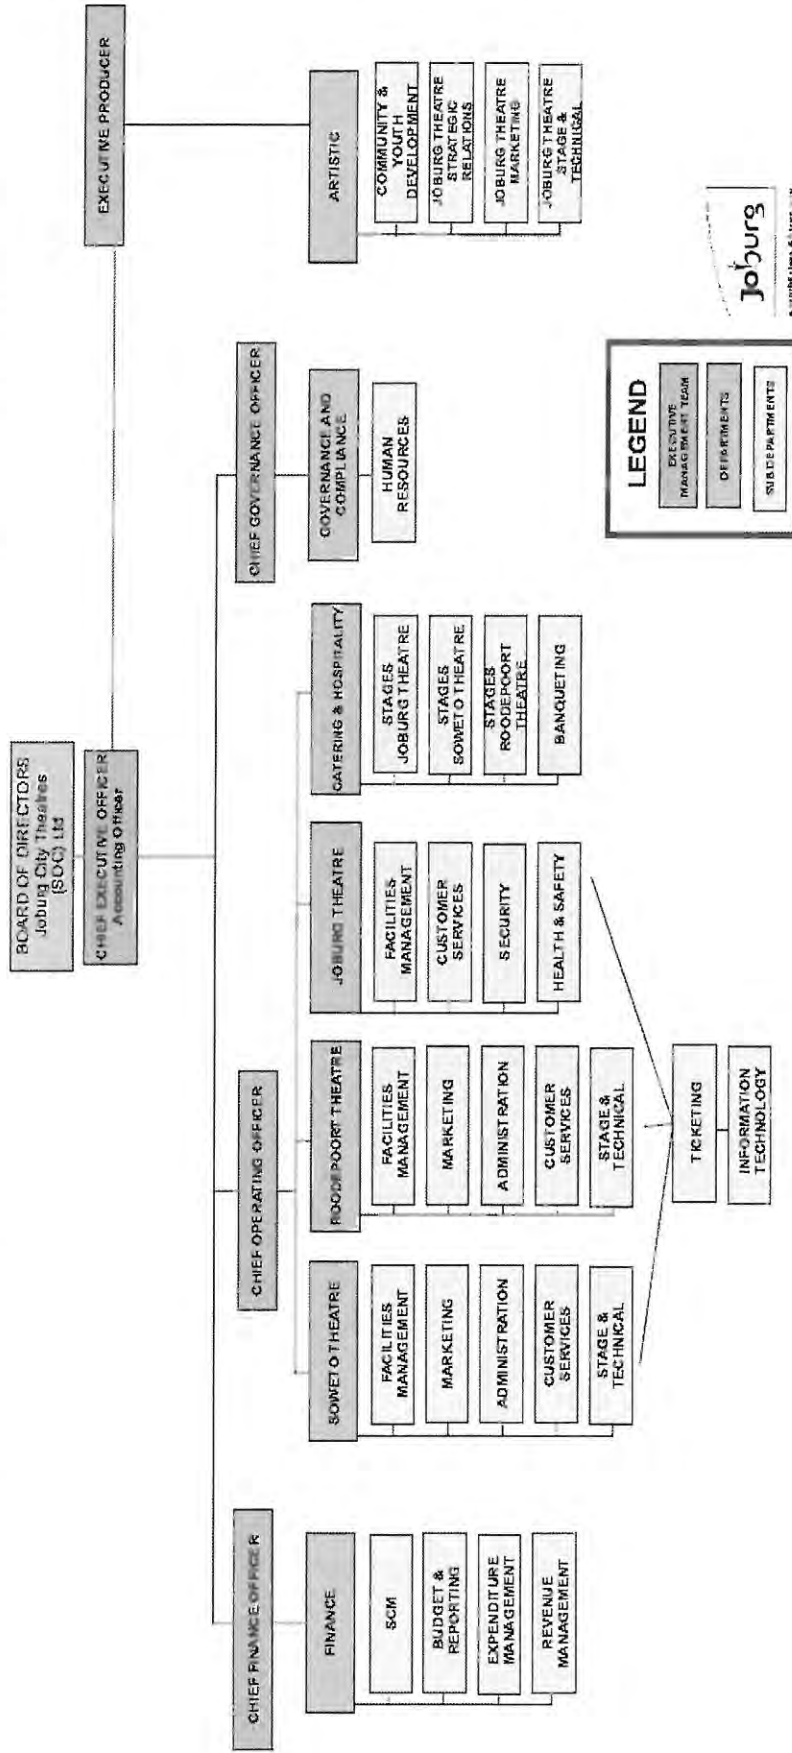 BOARD OF DIRECTORS
Joburg City Theatres
(SOC) Ltd
CHIEF EXECUTIVE OFFICER
Accounting Officer
EXECUTIVE PRODUCER
CHIEF FINANCE OFFICER
CHIEF OPERATING OFFICER
CHIEF GOVERNANCE OFFICER
FINANCE
SCM
BUDGET &
REPORTING
EXPENDITURE
MANAGEMENT
REVENUE
MANAGEMENT
SOWETO THEATRE
FACILITIES
MANAGEMENT
MARKETING
ADMINISTRATION
CUSTOMER
SERVICES
STAGE &
TECHNICAL
ROODEPOORT THEATRE
FACILITIES
MANAGEMENT
MARKETING
ADMINISTRATION
CUSTOMER
SERVICES
STAGE &
TECHNICAL
JOBURG THEATRE
FACILITIES
MANAGEMENT
CUSTOMER
SERVICES
SECURITY
HEALTH & SAFETY
CATERING & HOSPITALITY
STAGES
JOBURG THEATRE
STAGES
SOWETO THEATRE
STAGES
ROODEPOORT
THEATRE
BANQUETING
GOVERNANCE AND
COMPLIANCE
HUMAN
RESOURCES
ARTISTIC
COMMUNITY &
YOUTH
DEVELOPMENT
JOBURG THEATRE
STRATEGIC
RELATIONS
JOBURG THEATRE
MARKETING
JOBURG THEATRE
STAGE &
TECHNICAL
TICKETING
INFORMATION
TECHNOLOGY
LEGEND
EXECUTIVE
MANAGEMENT TEAM
DEPARTMENTS
SUBDEPARTMENTS
Joburg